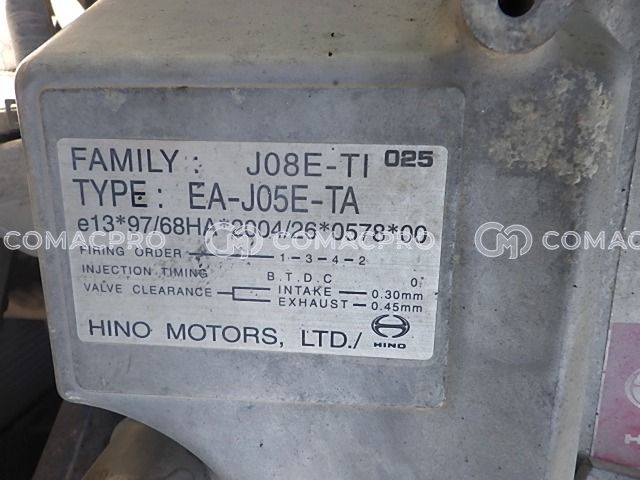 FAMILY : J08E-TI 025
TYPE : EA-J05E-TA
e13*97/68HA*2004/26*0578*00
COMACPRO CM COMACPRO CM COMACPRO
FIRING ORDER 1-3-4-2
INJECTION TIMING B.T.D.C 0
VALVE CLEARANCE INTAKE 0.30mm
EXHAUST 0.45mm
HINO MOTORS, LTD./ HINO